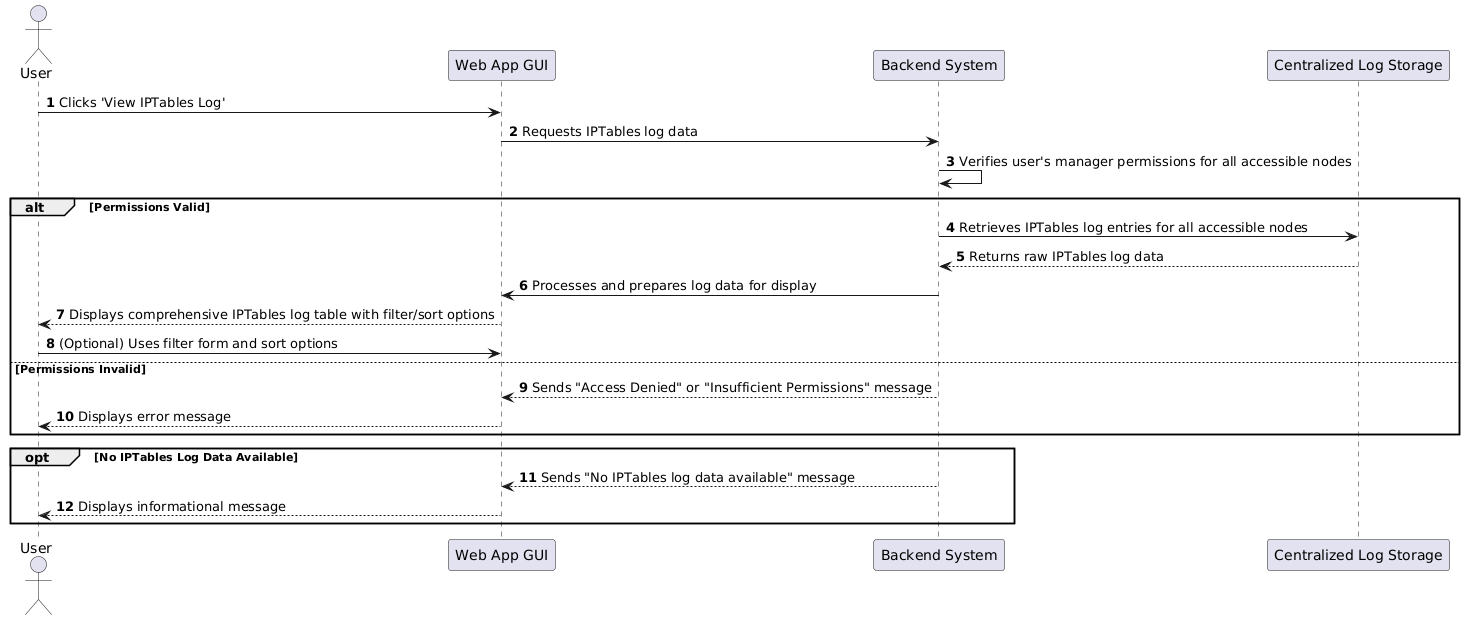 User
Web App GUI
Backend System
Centralized Log Storage
1 Clicks 'View IPTables Log'
2 Requests IPTables log data
3 Verifies user's manager permissions for all accessible nodes
alt [Permissions Valid]
4 Retrieves IPTables log entries for all accessible nodes
5 Returns raw IPTables log data
6 Processes and prepares log data for display
7 Displays comprehensive IPTables log table with filter/sort options
8 (Optional) Uses filter form and sort options
[Permissions Invalid]
9 Sends "Access Denied" or "Insufficient Permissions" message
10 Displays error message
opt [No IPTables Log Data Available]
11 Sends "No IPTables log data available" message
12 Displays informational message
User
Web App GUI
Backend System
Centralized Log Storage